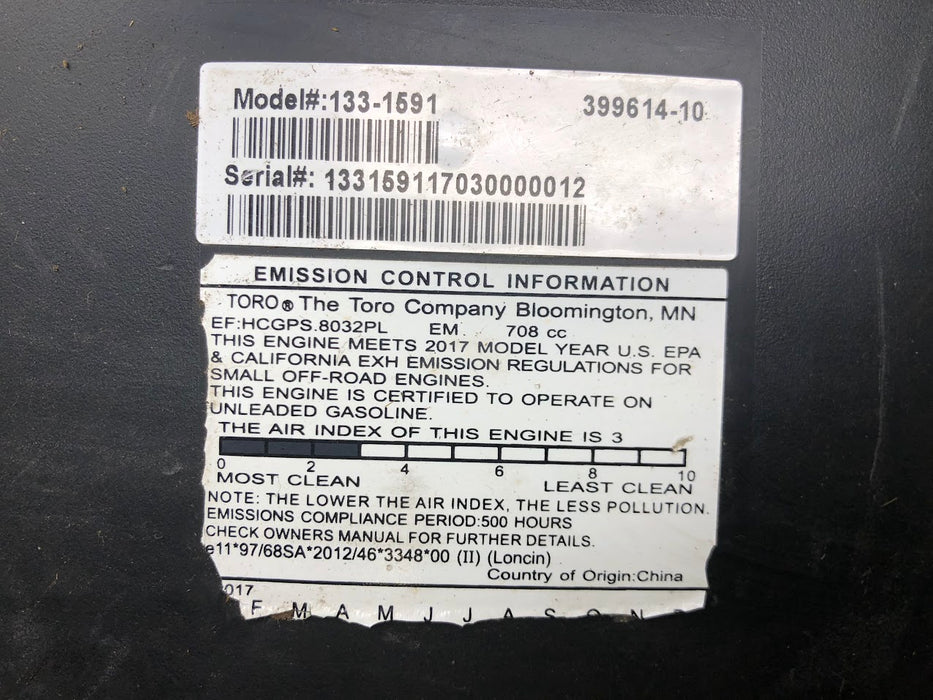 Model#:133-1591
399614-10
Serial#: 133159117030000012
EMISSION CONTROL INFORMATION
TORO® The Toro Company Bloomington, MN
EF:HCGPS.8032PL EM 708 cc
THIS ENGINE MEETS 2017 MODEL YEAR U.S. EPA
& CALIFORNIA EXH EMISSION REGULATIONS FOR
SMALL OFF-ROAD ENGINES.
THIS ENGINE IS CERTIFIED TO OPERATE ON
UNLEADED GASOLINE.
THE AIR INDEX OF THIS ENGINE IS 3
0 2 4 6 8 10
MOST CLEAN LEAST CLEAN
NOTE: THE LOWER THE AIR INDEX, THE LESS POLLUTION.
EMISSIONS COMPLIANCE PERIOD:500 HOURS
CHECK OWNERS MANUAL FOR FURTHER DETAILS.
e11*97/68SA*2012/46*3348*00 (II) (Loncin)
Country of Origin:China
017
F M A M J J A S O N